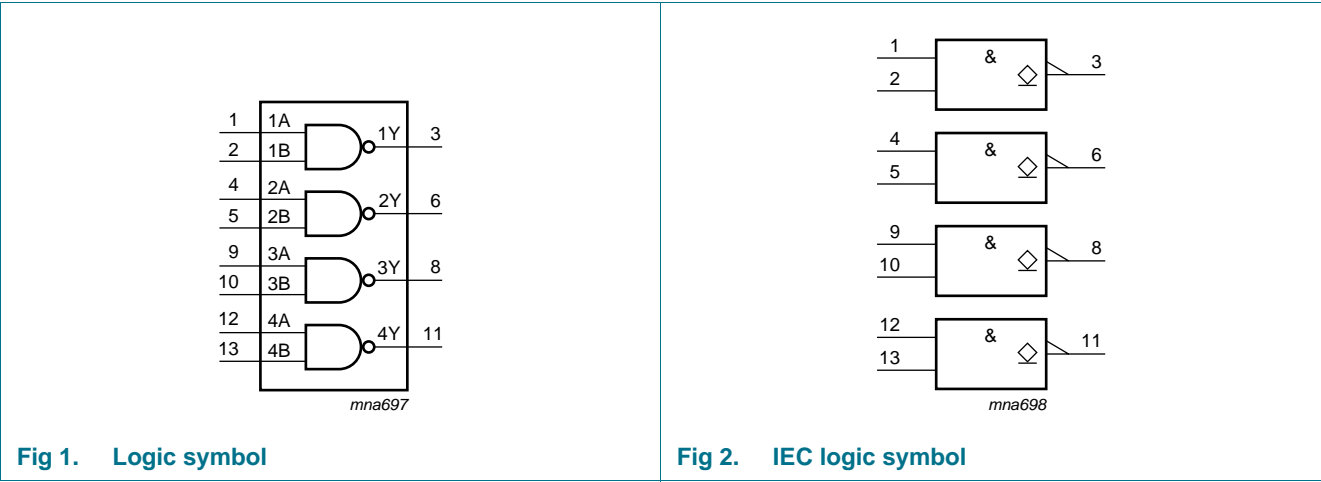 1 1A 1Y 3
2 1B
4 2A 2Y 6
5 2B
9 3A 3Y 8
10 3B
12 4A 4Y 11
13 4B
mna697
Fig 1. Logic symbol
1 & 3
2
4 & 6
5
9 & 8
10
12 & 11
13
mna698
Fig 2. IEC logic symbol